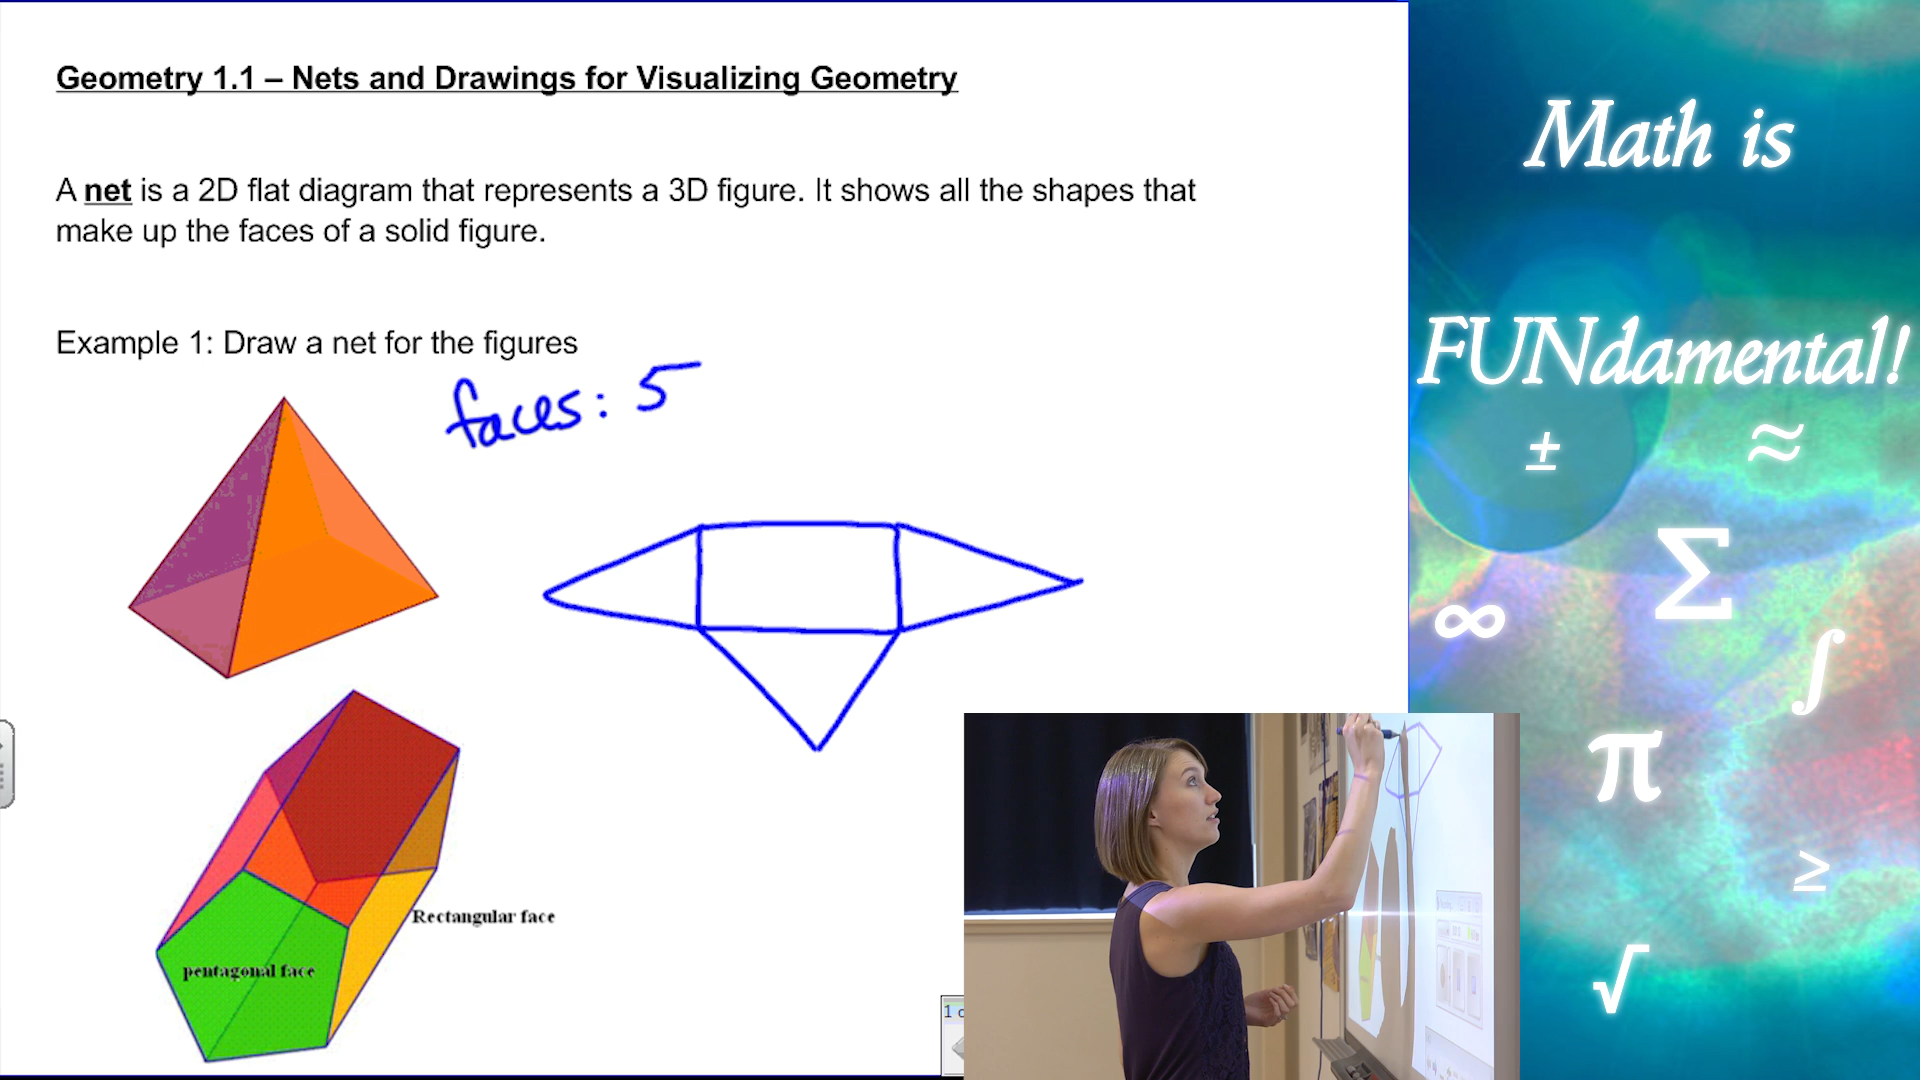 Geometry 1.1 – Nets and Drawings for Visualizing Geometry
A net is a 2D flat diagram that represents a 3D figure. It shows all the shapes that
make up the faces of a solid figure.
Example 1: Draw a net for the figures
faces: 5
Rectangular face
pentagonal face
Math is
FUNdamental!
± ≈
∑
∞
∫
π
≥
√